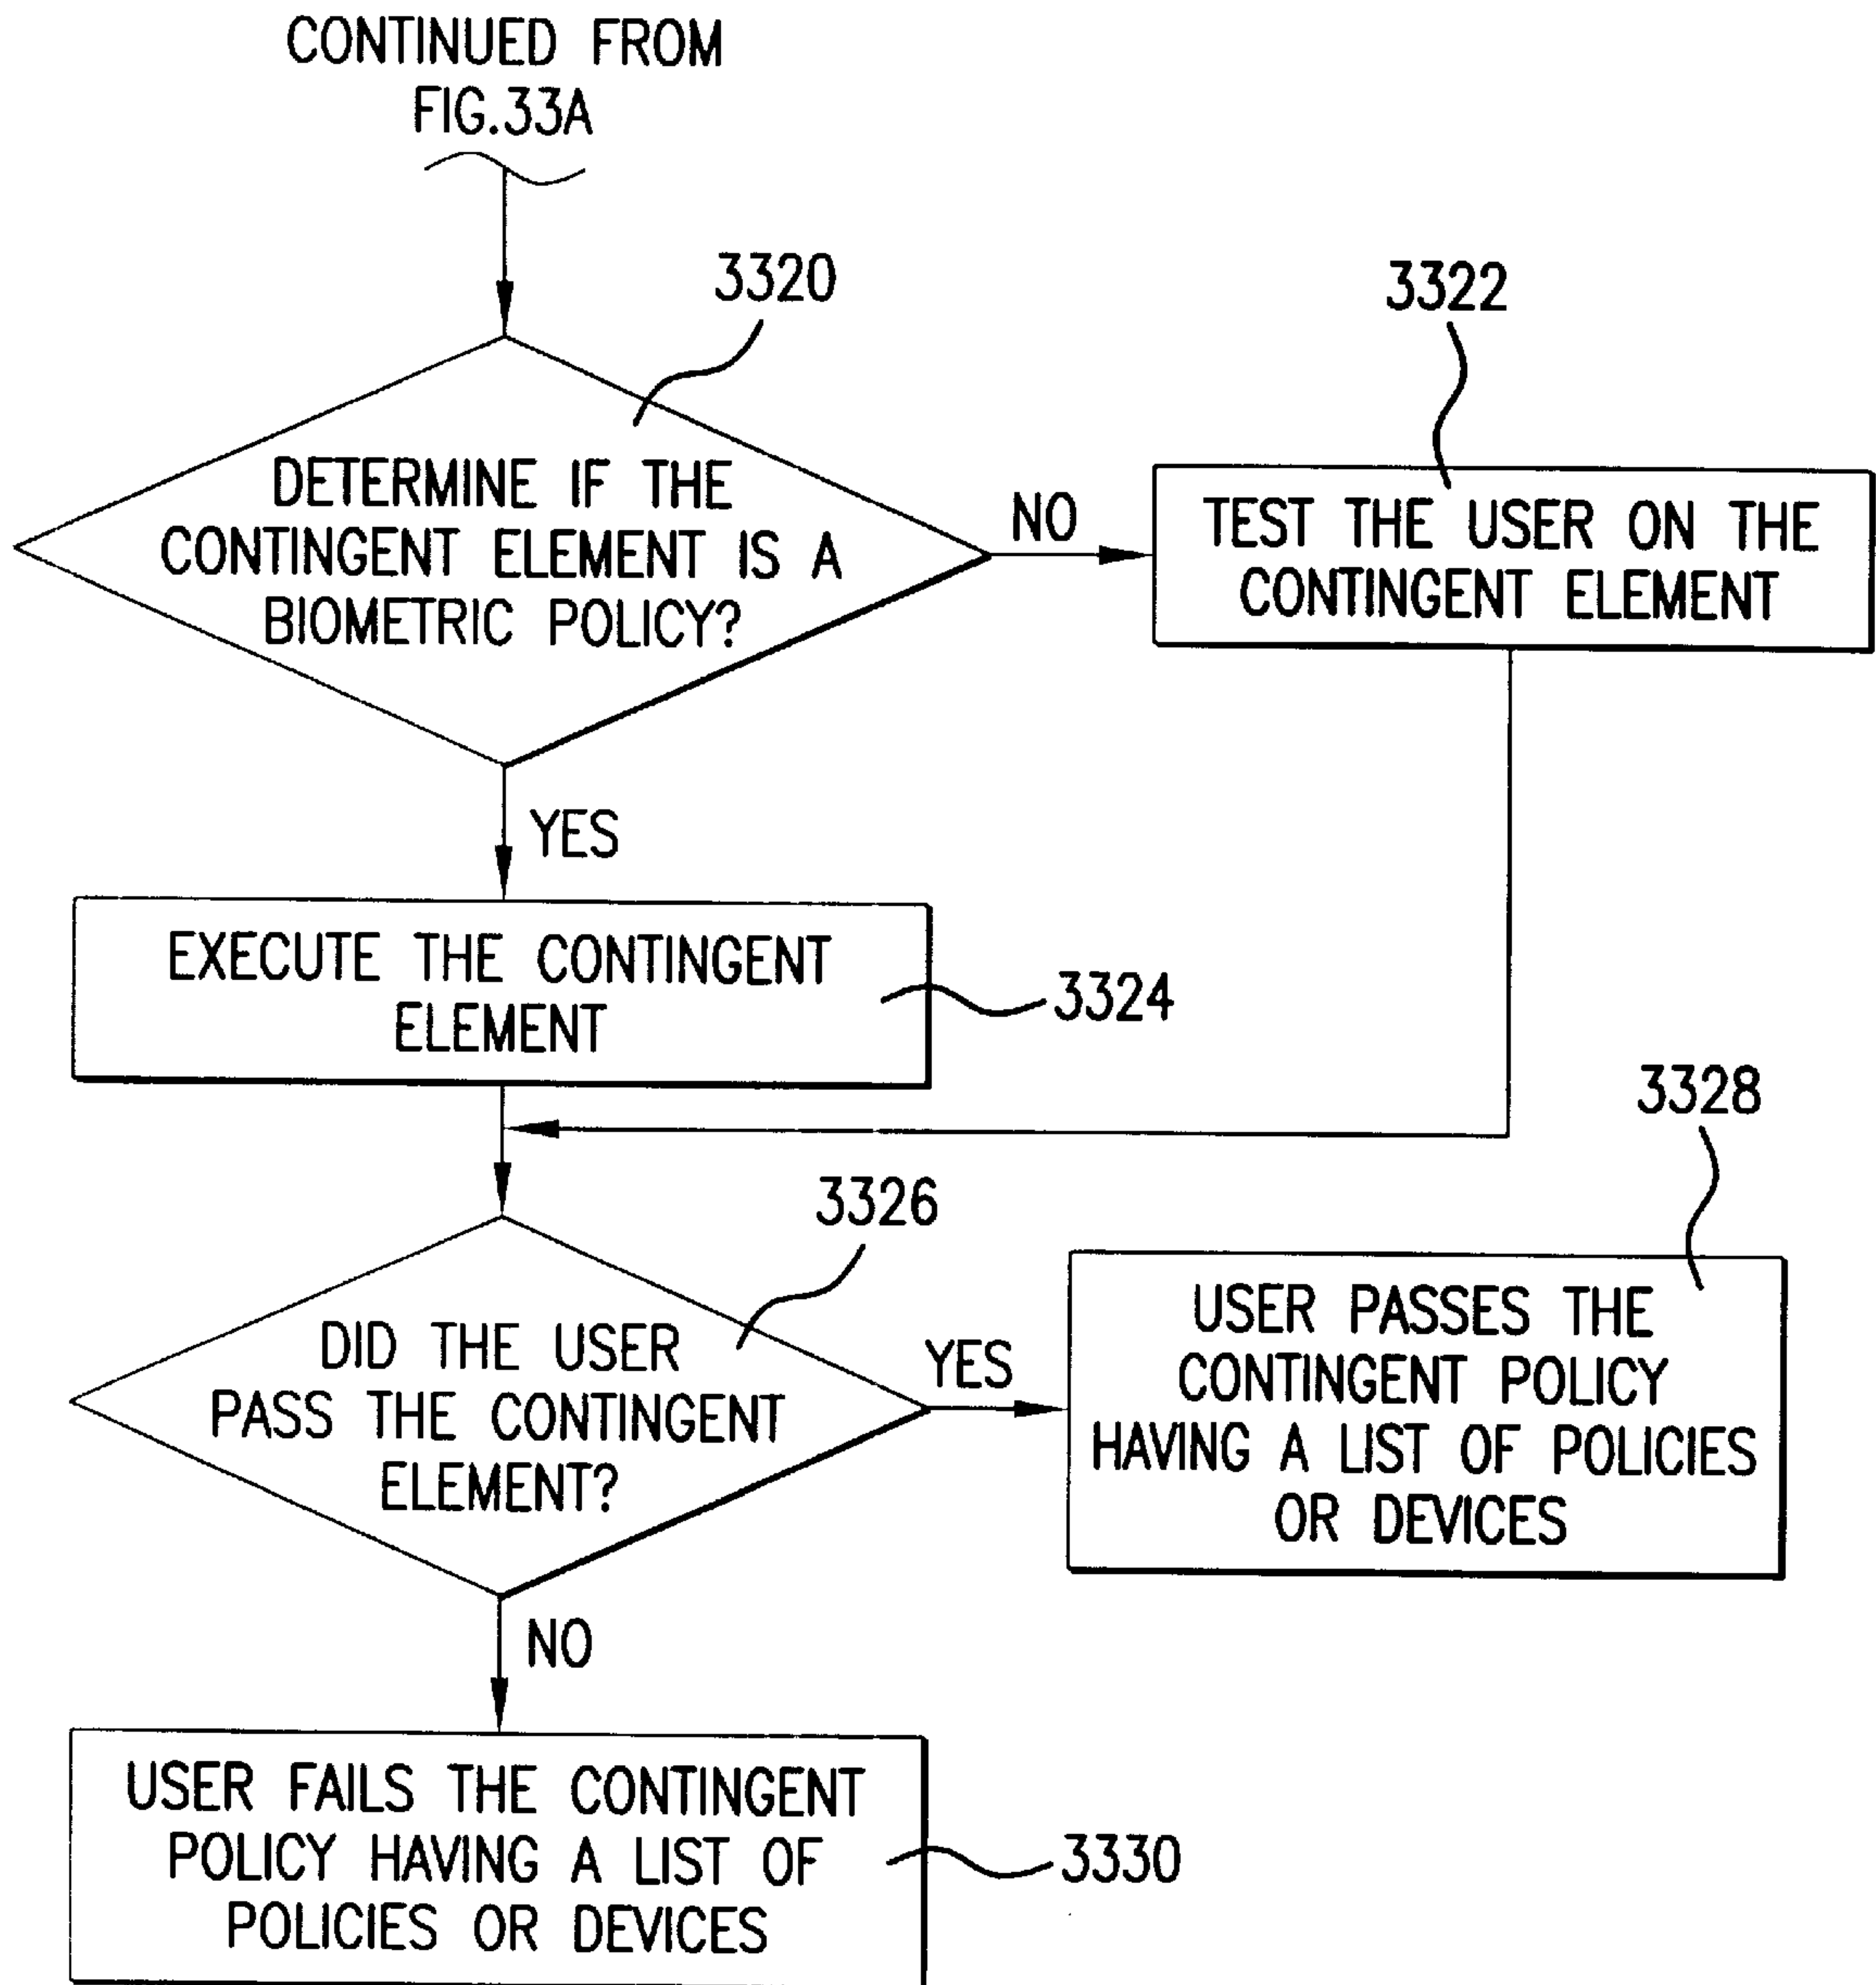 CONTINUED FROM
FIG.33A
3320
3322
DETERMINE IF THE
CONTINGENT ELEMENT IS A
BIOMETRIC POLICY?
NO
TEST THE USER ON THE
CONTINGENT ELEMENT
YES
EXECUTE THE CONTINGENT
ELEMENT
3324
3328
3326
DID THE USER
PASS THE CONTINGENT
ELEMENT?
YES
USER PASSES THE
CONTINGENT POLICY
HAVING A LIST OF POLICIES
OR DEVICES
NO
USER FAILS THE CONTINGENT
POLICY HAVING A LIST OF
POLICIES OR DEVICES
3330